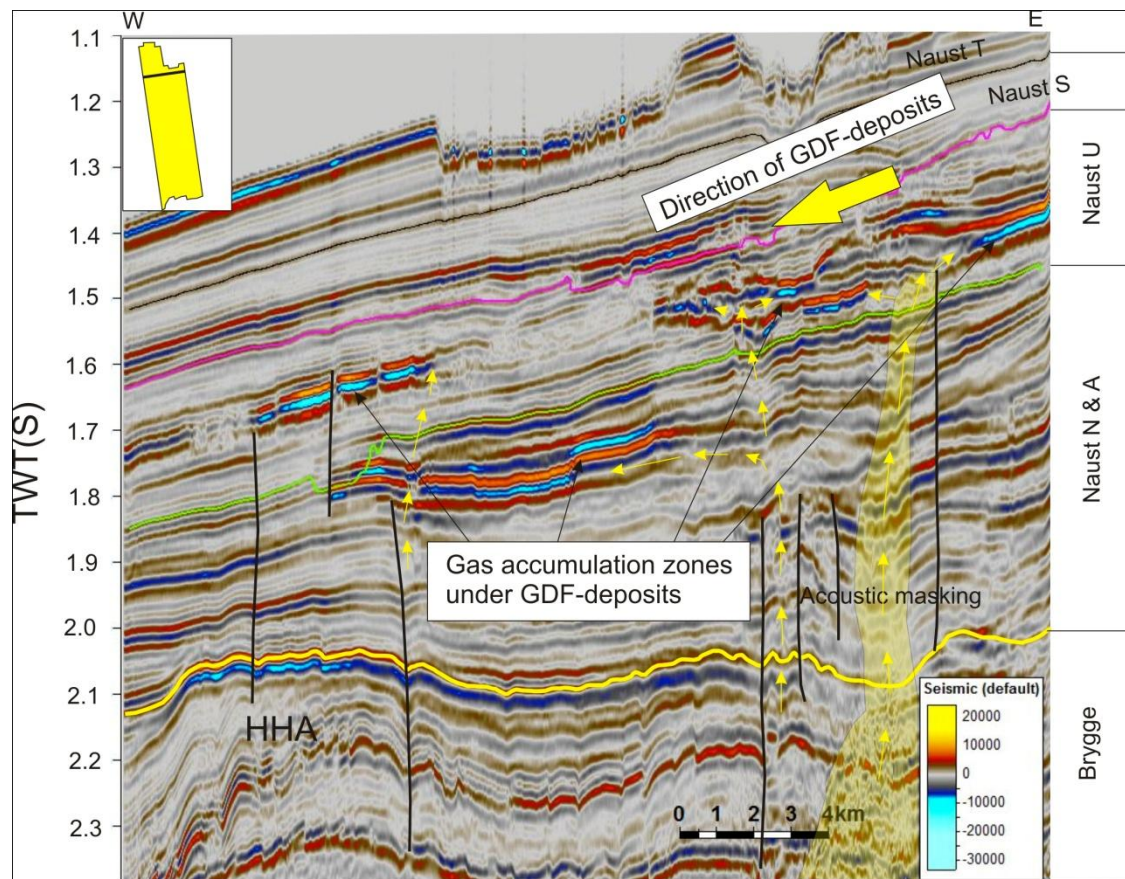 W
E
1.1
1.2
1.3
1.4
1.5
1.6
1.7
1.8
1.9
2.0
2.1
2.2
2.3
TWT(S)
Naust T
Naust S
Direction of GDF-deposits
Naust U
Naust N & A
Brygge
Gas accumulation zones
under GDF-deposits
Acoustic masking
HHA
0 1 2 3 4km
Seismic (default)
20000
10000
0
-10000
-20000
-30000